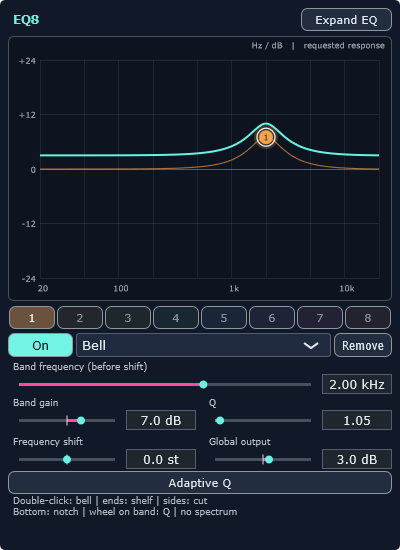 EQ8
Expand EQ
Hz / dB | requested response
+24
+12
0
-12
-24
1
20
100
1k
10k
1 2 3 4 5 6 7 8
On Bell Remove
Band frequency (before shift)
2.00 kHz
Band gain Q
7.0 dB 1.05
Frequency shift Global output
0.0 st 3.0 dB
Adaptive Q
Double-click: bell | ends: shelf | sides: cut
Bottom: notch | wheel on band: Q | no spectrum